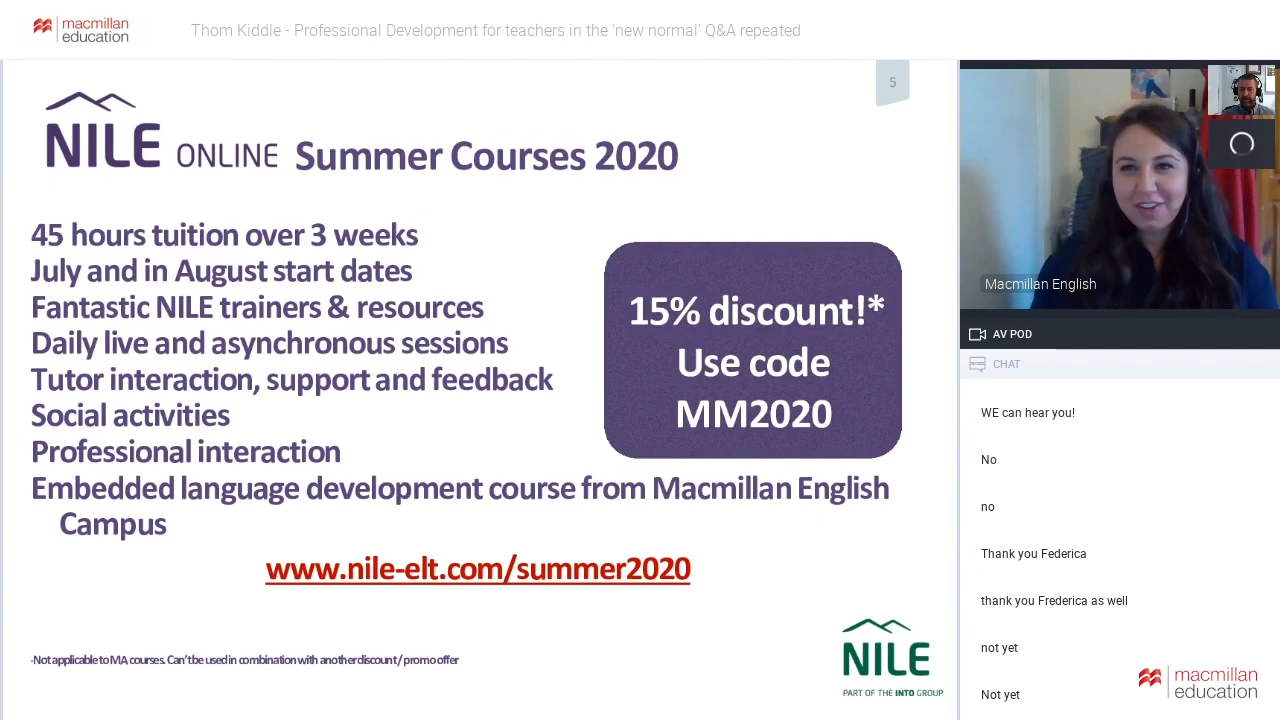 macmillan
education
Thom Kiddle - Professional Development for teachers in the ‘new normal’ Q&A repeated
5
NILE ONLINE Summer Courses 2020
45 hours tuition over 3 weeks
July and in August start dates
Fantastic NILE trainers & resources
Daily live and asynchronous sessions
Tutor interaction, support and feedback
Social activities
Professional interaction
Embedded language development course from Macmillan English
Campus
15% discount!*
Use code
MM2020
www.nile-elt.com/summer2020
*Not applicable to MA courses. Can't be used in combination with another discount / promo offer
NILE
PART OF THE INTO GROUP
Macmillan English
AV POD
CHAT
WE can hear you!
No
no
Thank you Federica
thank you Frederica as well
not yet
Not yet
macmillan
education